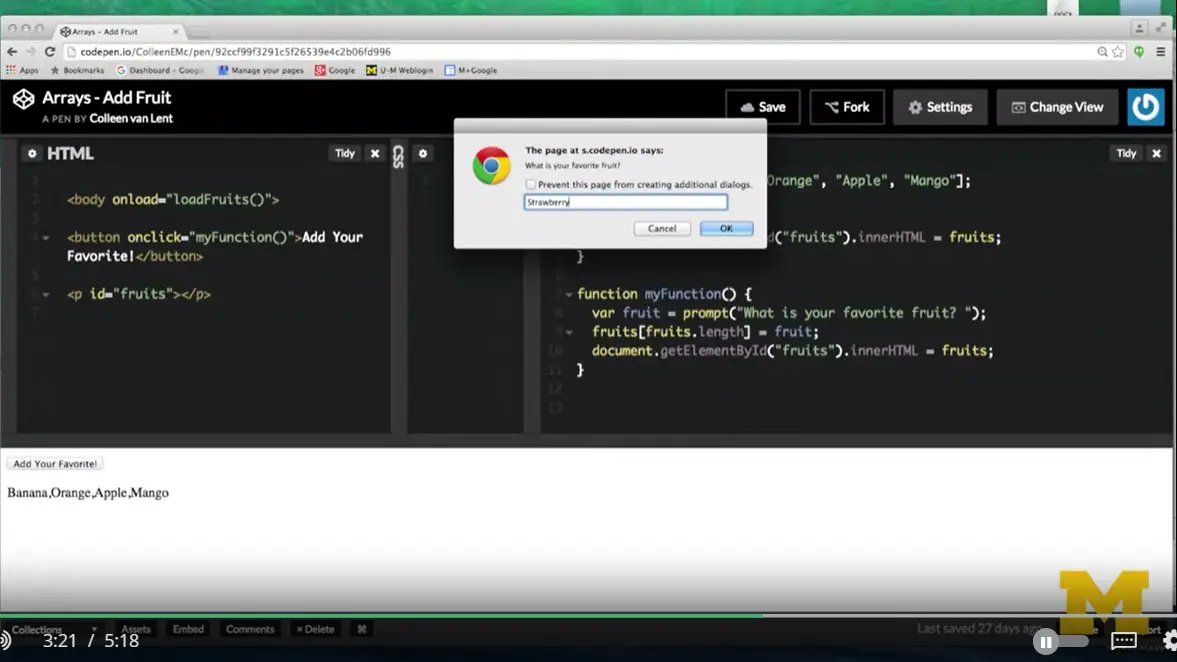 Arrays - Add Fruit
codepen.io/ColleenEMc/pen/92ccf99f3291c5f26539e4c2b06fd996
Apps Bookmarks Dashboard - Google Manage your pages Google U-M Weblogin M+Google
Arrays - Add Fruit
A PEN BY Colleen van Lent
Save Fork Settings Change View
The page at s.codepen.io says:
What is your favorite fruit?
Prevent this page from creating additional dialogs.
Strawberry
Cancel OK
HTML Tidy
<body onload="loadFruits()">
<button onclick="myFunction()">Add Your
Favorite!</button>
<p id="fruits"></p>
CSS
Tidy
Orange", "Apple", "Mango"];
("fruits").innerHTML = fruits;
}
function myFunction() {
var fruit = prompt("What is your favorite fruit? ");
fruits[fruits.length] = fruit;
document.getElementById("fruits").innerHTML = fruits;
}
Add Your Favorite!
Banana,Orange,Apple,Mango
M
Collections Assets Embed Comments × Delete ⌘ Last saved 27 days ago
3:21 / 5:18